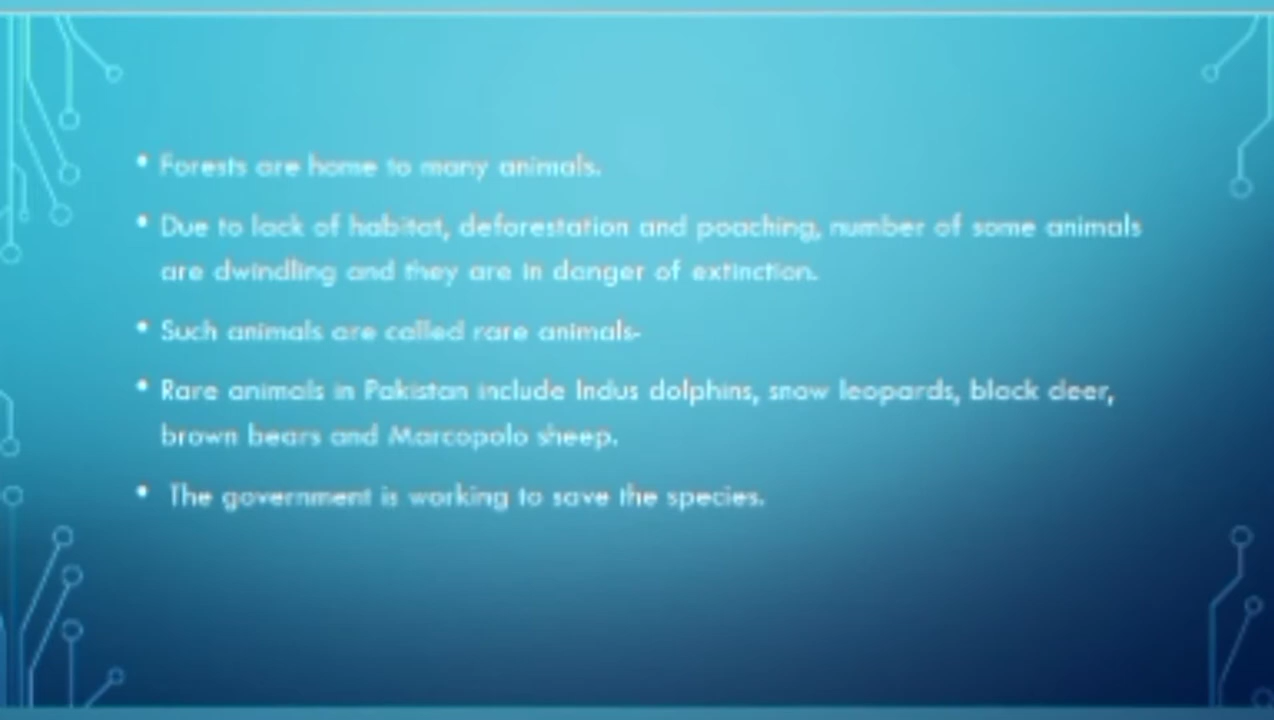 • Forests are home to many animals.
• Due to lack of habitat, deforestation and poaching, number of some animals
are dwindling and they are in danger of extinction.
• Such animals are called rare animals-
• Rare animals in Pakistan include Indus dolphins, snow leopards, black deer,
brown bears and Marcopolo sheep.
• The government is working to save the species.